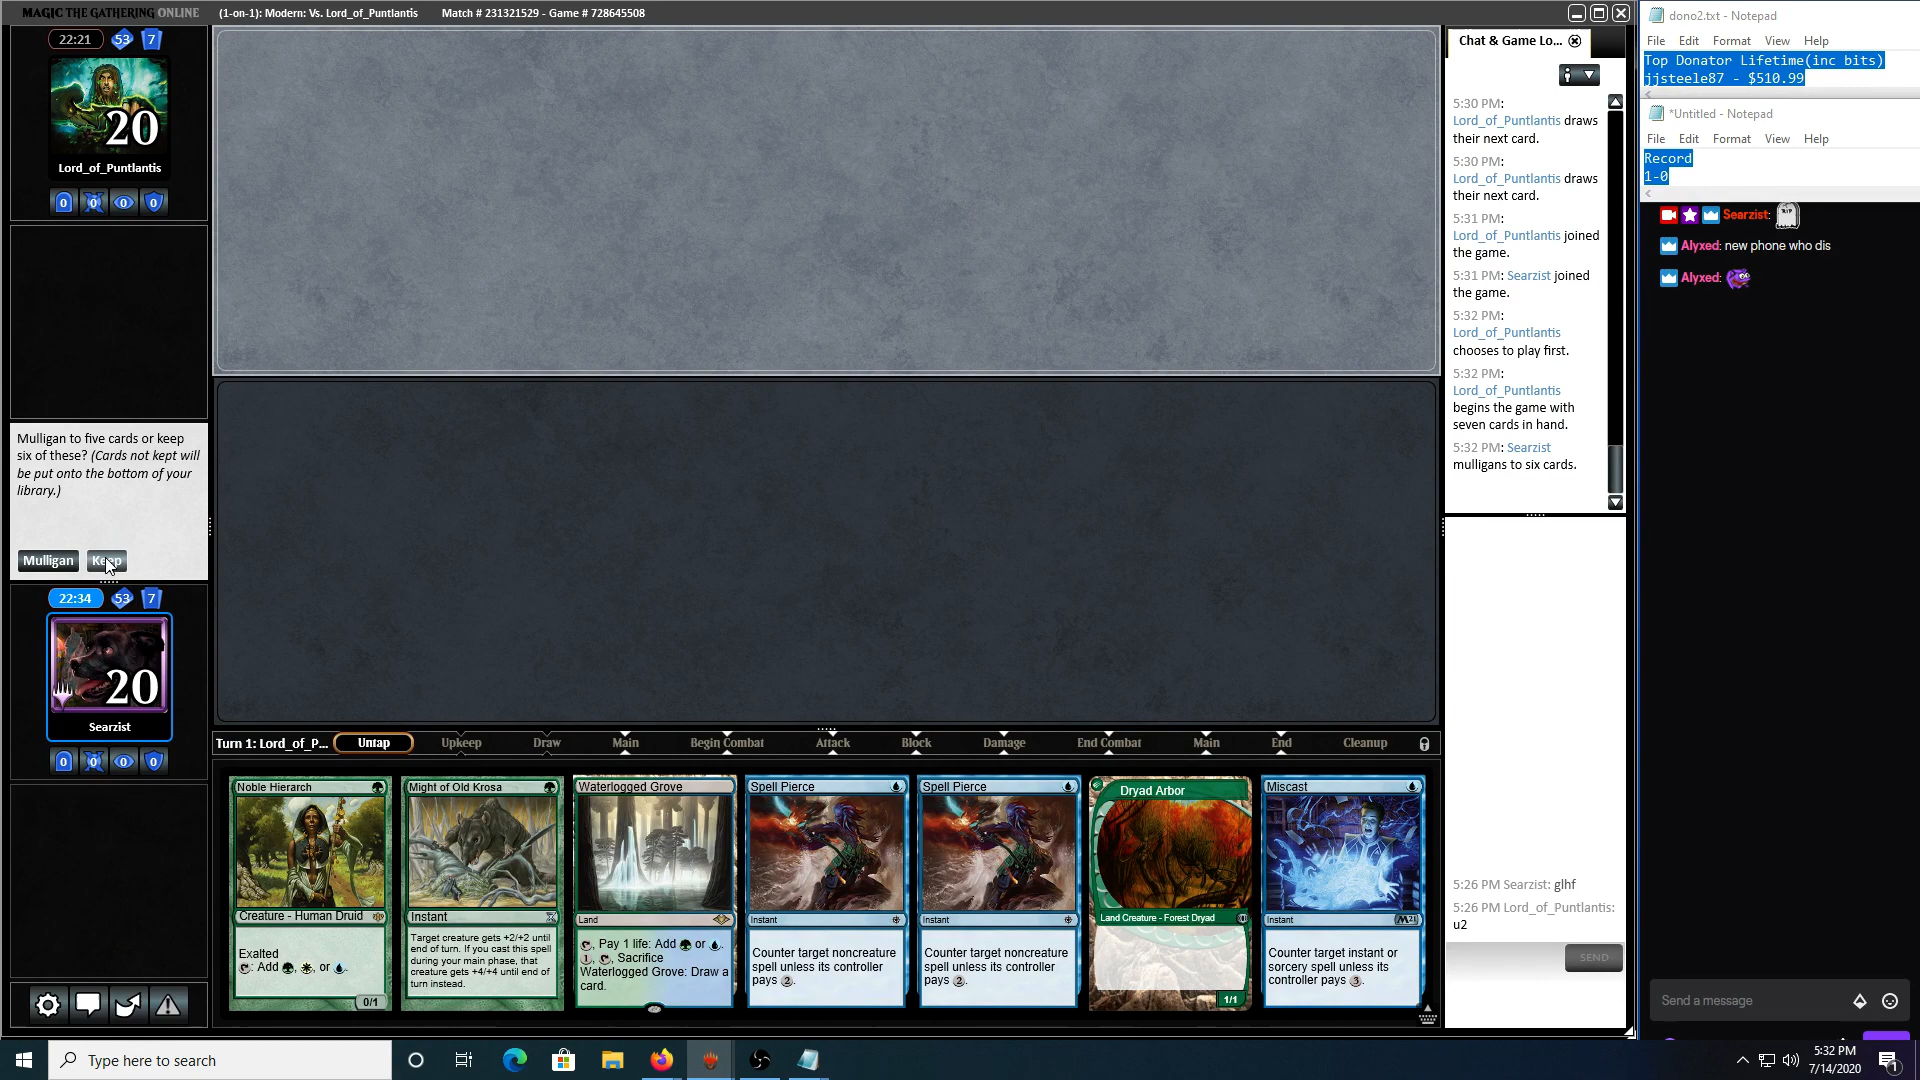 MAGIC THE GATHERING ONLINE
(1-on-1): Modern: Vs. Lord_of_Puntlantis
Match # 231321529 - Game # 728645508
22:21
53
7
20
Lord_of_Puntlantis
0
0
0
0
Mulligan to five cards or keep
six of these? (Cards not kept will
be put onto the bottom of your
library.)
Mulligan
Keep
22:34
53
7
20
Searzist
0
0
0
0
Turn 1: Lord_of_P...
Untap
Upkeep
Draw
Main
Begin Combat
Attack
Block
Damage
End Combat
Main
End
Cleanup
Noble Hierarch
Creature - Human Druid
Exalted
: Add , , or .
0/1
Might of Old Krosa
Instant
Target creature gets +2/+2 until
end of turn. If you cast this spell
during your main phase, that
creature gets +4/+4 until end of
turn instead.
Waterlogged Grove
Land
, Pay 1 life: Add or .
1, , Sacrifice
Waterlogged Grove: Draw a
card.
Spell Pierce
Instant
Counter target noncreature
spell unless its controller
pays 2.
Spell Pierce
Instant
Counter target noncreature
spell unless its controller
pays 2.
Dryad Arbor
Land Creature - Forest Dryad
1/1
Miscast
Instant
M21
Counter target instant or
sorcery spell unless its
controller pays 3.
Chat & Game Lo...
5:30 PM:
Lord_of_Puntlantis draws
their next card.
5:30 PM:
Lord_of_Puntlantis draws
their next card.
5:31 PM:
Lord_of_Puntlantis joined
the game.
5:31 PM: Searzist joined
the game.
5:32 PM:
Lord_of_Puntlantis
chooses to play first.
5:32 PM:
Lord_of_Puntlantis
begins the game with
seven cards in hand.
5:32 PM: Searzist
mulligans to six cards.
5:26 PM Searzist: glhf
5:26 PM Lord_of_Puntlantis:
u2
SEND
dono2.txt - Notepad
File Edit Format View Help
Top Donator Lifetime(inc bits)
jjsteele87 - $510.99
*Untitled - Notepad
File Edit Format View Help
Record
1-0
Searzist:
Alyxed: new phone who dis
Alyxed:
Send a message
Type here to search
5:32 PM
7/14/2020
1